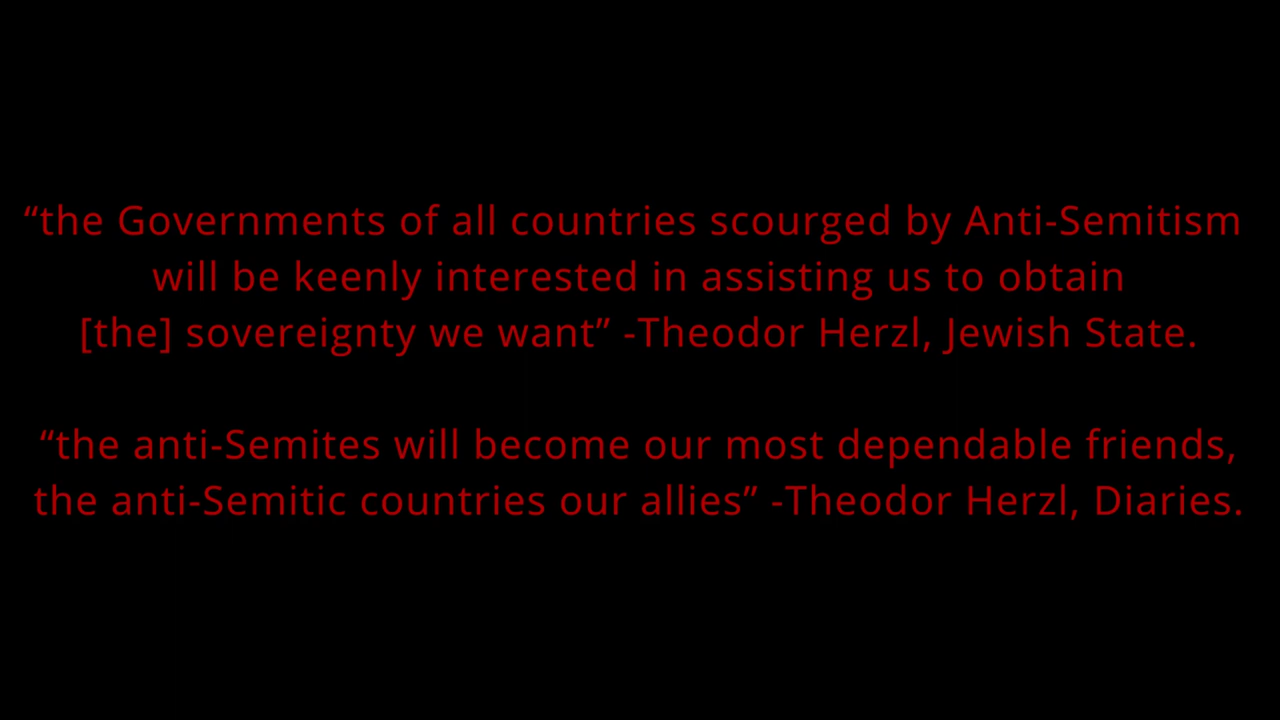 “the Governments of all countries scourged by Anti-Semitism
will be keenly interested in assisting us to obtain
[the] sovereignty we want” -Theodor Herzl, Jewish State.
“the anti-Semites will become our most dependable friends,
the anti-Semitic countries our allies” -Theodor Herzl, Diaries.